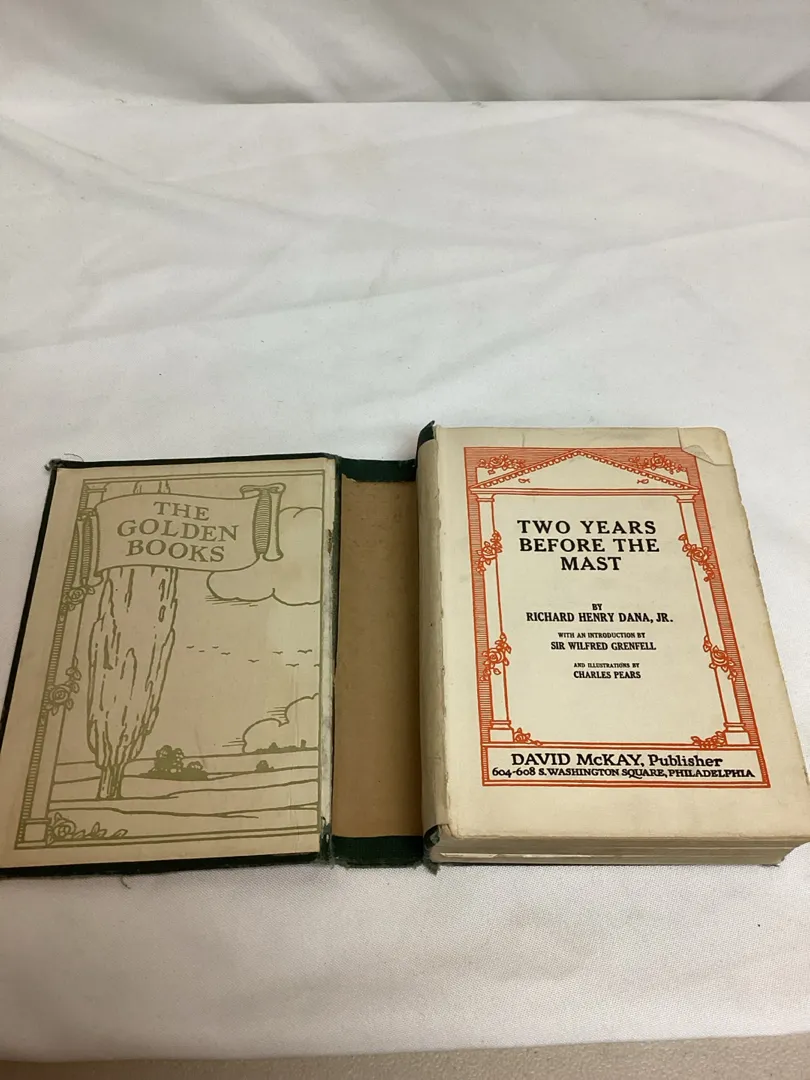 THE
GOLDEN
BOOKS
TWO YEARS
BEFORE THE
MAST
BY
RICHARD HENRY DANA, JR.
WITH AN INTRODUCTION BY
SIR WILFRED GRENFELL
AND ILLUSTRATIONS BY
CHARLES PEARS
DAVID McKAY, Publisher
604-608 S. WASHINGTON SQUARE, PHILADELPHIA